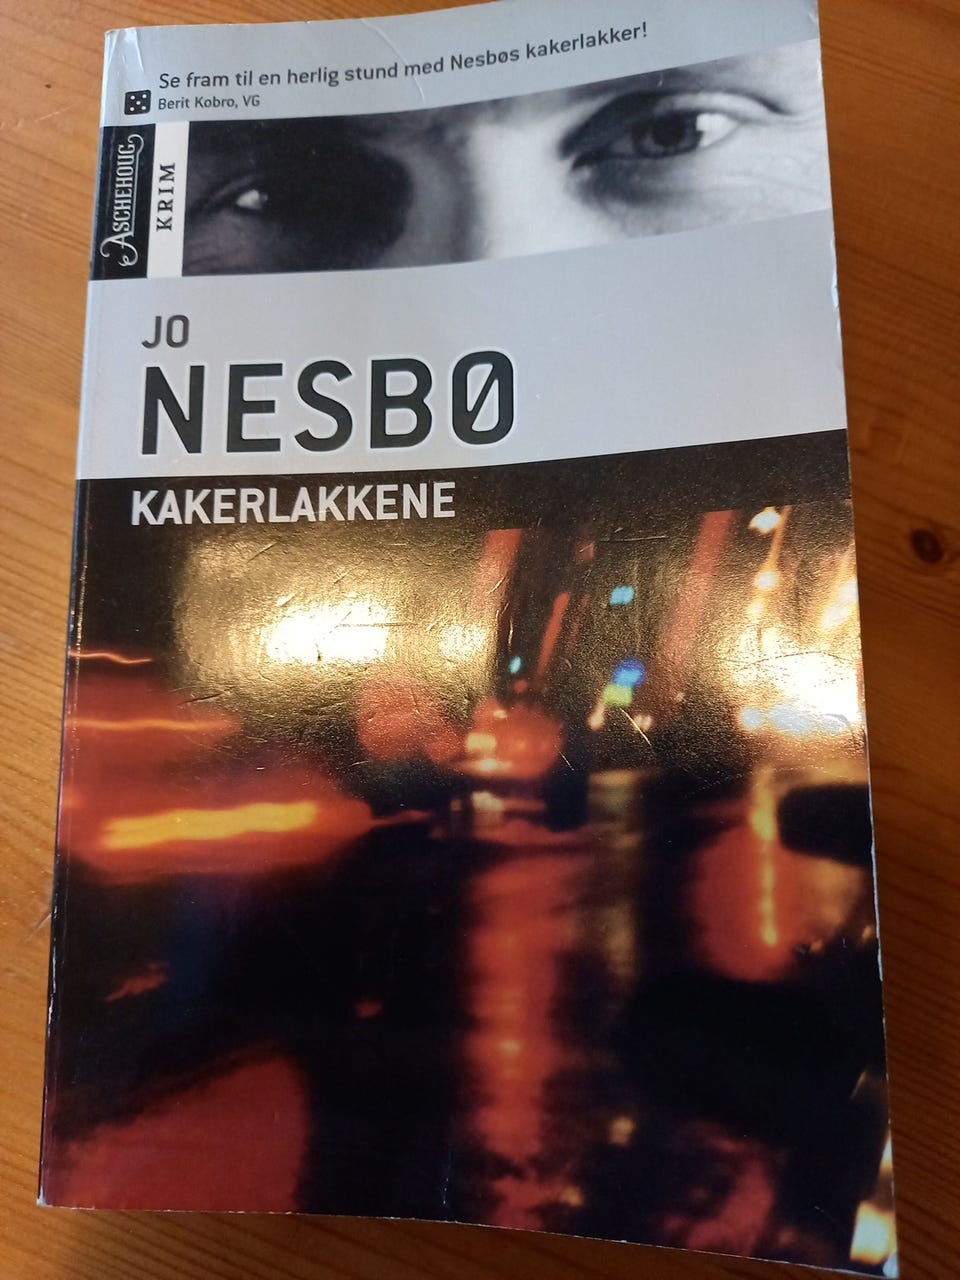 Se fram til en herlig stund med Nesbøs kakerlakker!
Berit Kobro, VG
ASCHEHOUG
KRIM
JO
NESBØ
KAKERLAKKENE